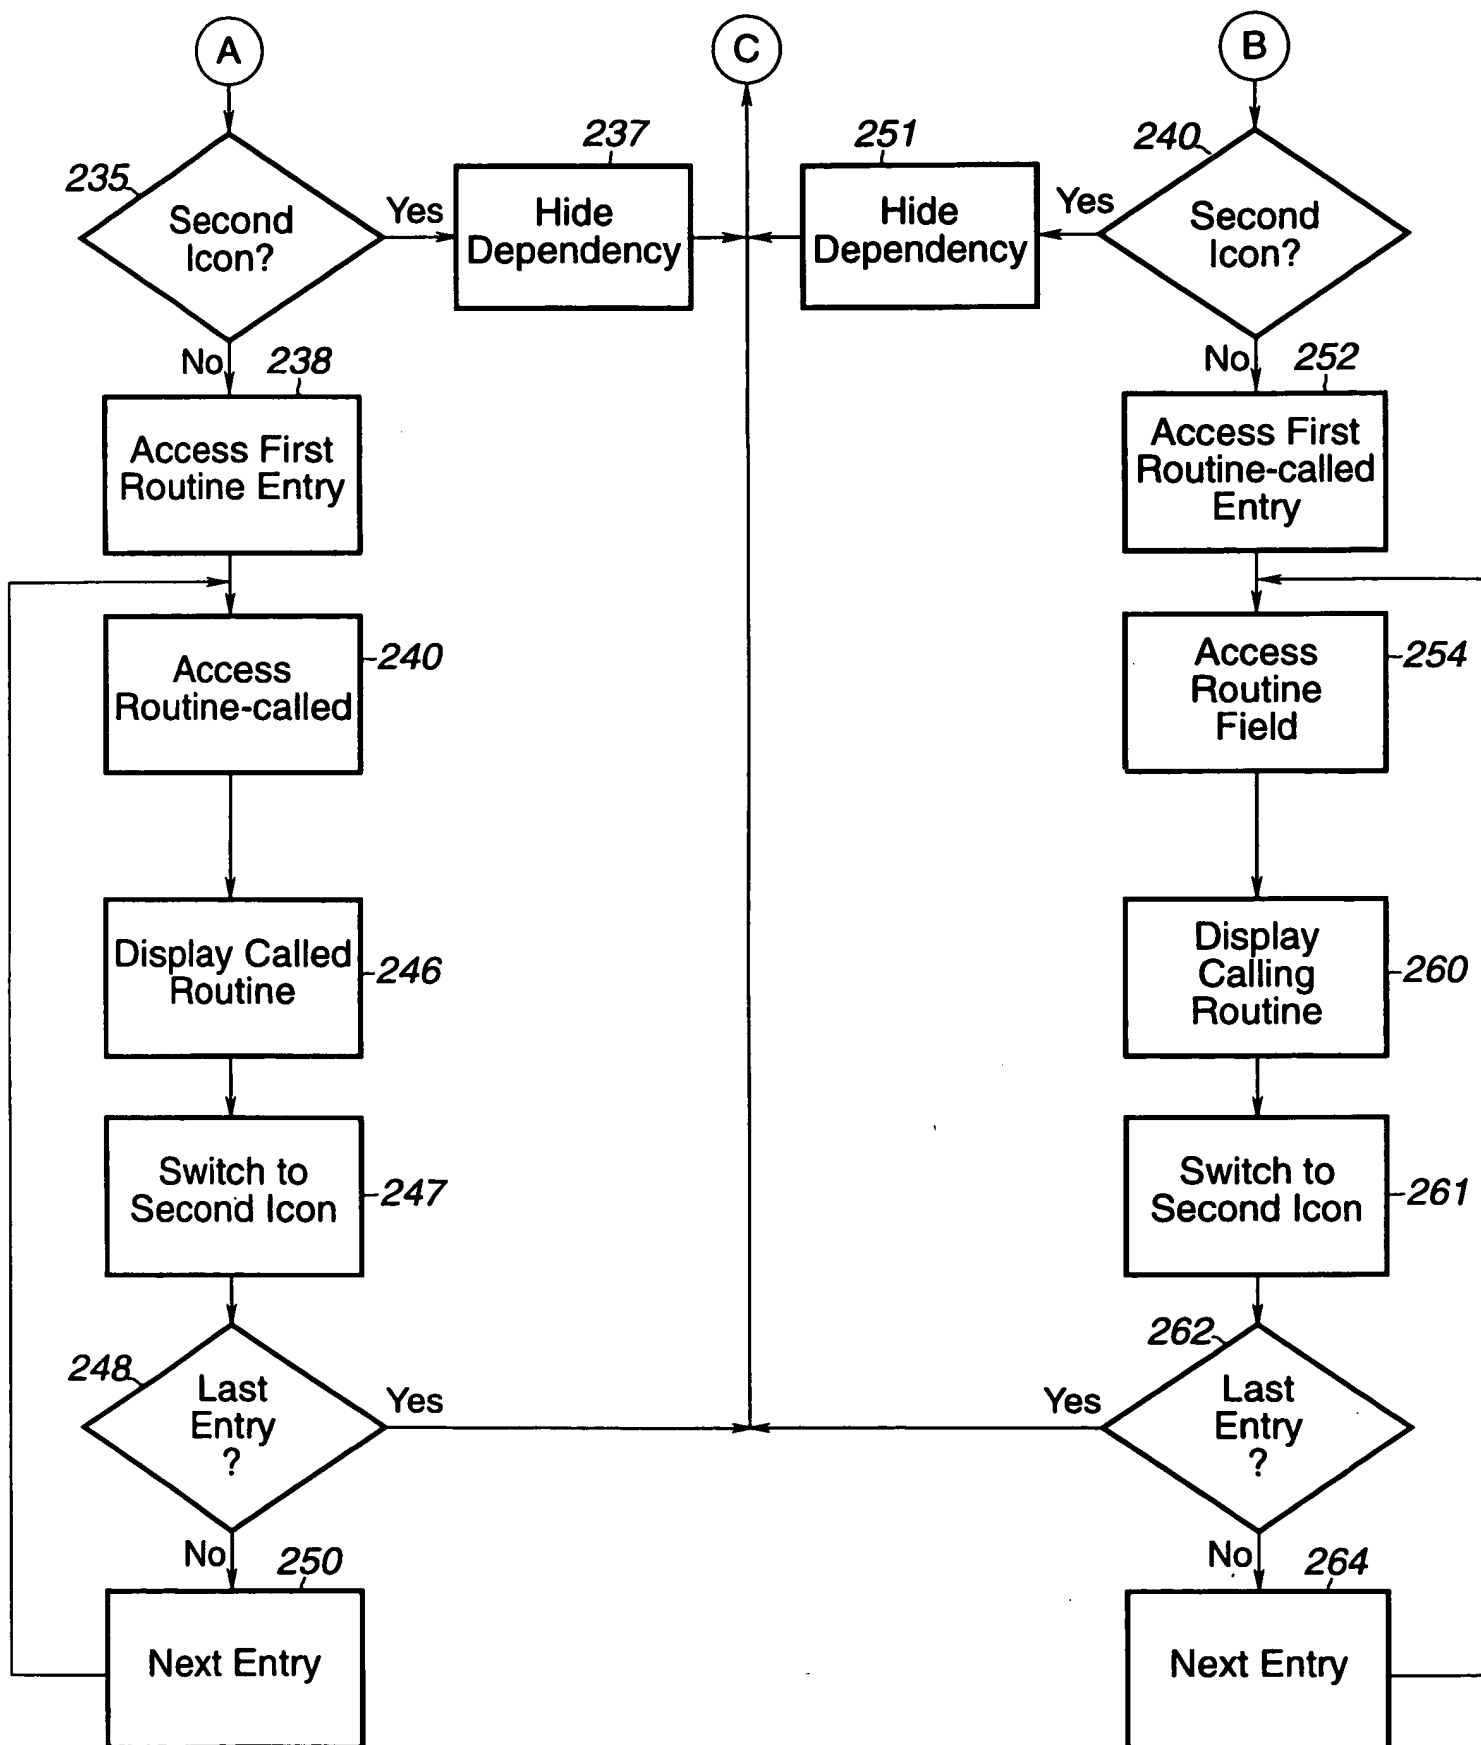 A
C
B
235
Second
Icon?
Yes
237
Hide
Dependency
251
Hide
Dependency
Yes
240
Second
Icon?
No
238
Access First
Routine Entry
No
252
Access First
Routine-called
Entry
Access
Routine-called
240
Access
Routine
Field
254
Display Called
Routine
246
Display
Calling
Routine
260
Switch to
Second Icon
247
Switch to
Second Icon
261
248
Last
Entry
?
Yes
262
Last
Entry
?
Yes
No
250
Next Entry
No
264
Next Entry